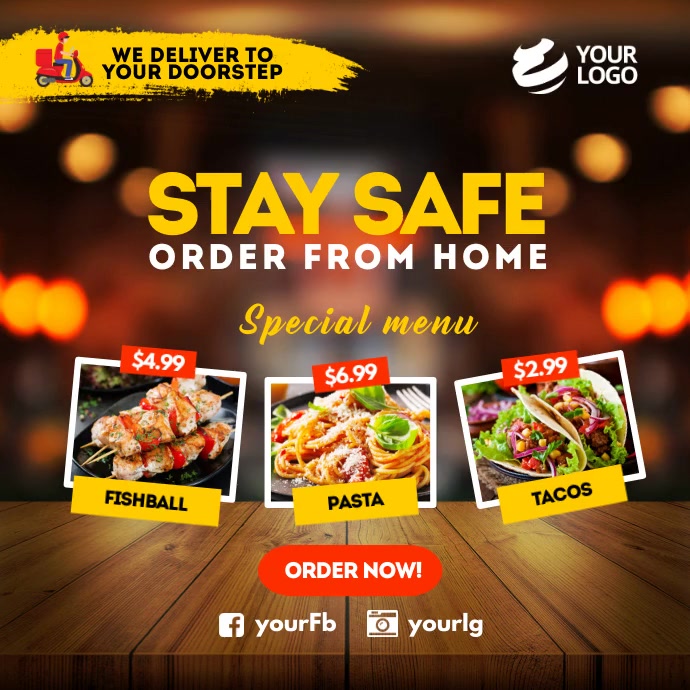 WE DELIVER TO
YOUR DOORSTEP
YOUR
LOGO
STAY SAFE
ORDER FROM HOME
Special menu
$4.99
$6.99
$2.99
FISHBALL
PASTA
TACOS
ORDER NOW!
yourFb
yourIg